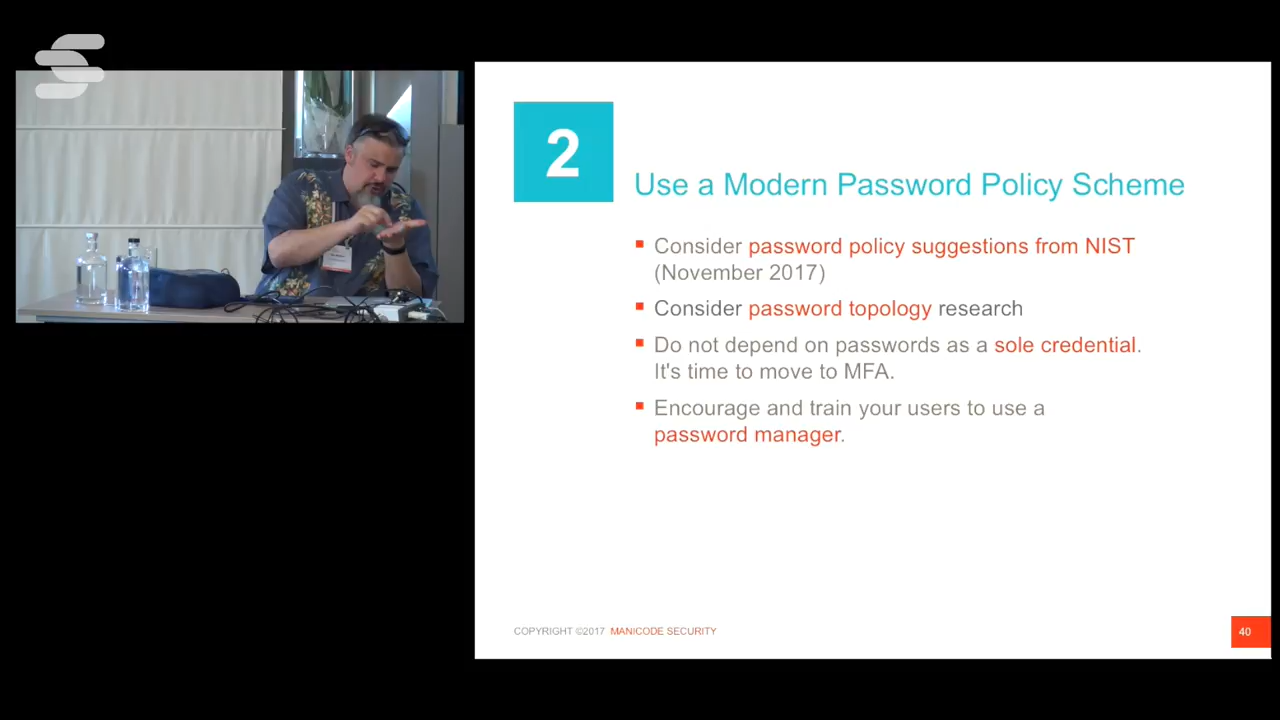 2
Use a Modern Password Policy Scheme
Consider password policy suggestions from NIST
(November 2017)
Consider password topology research
Do not depend on passwords as a sole credential.
It's time to move to MFA.
Encourage and train your users to use a
password manager.
COPYRIGHT ©2017 MANICODE SECURITY
40